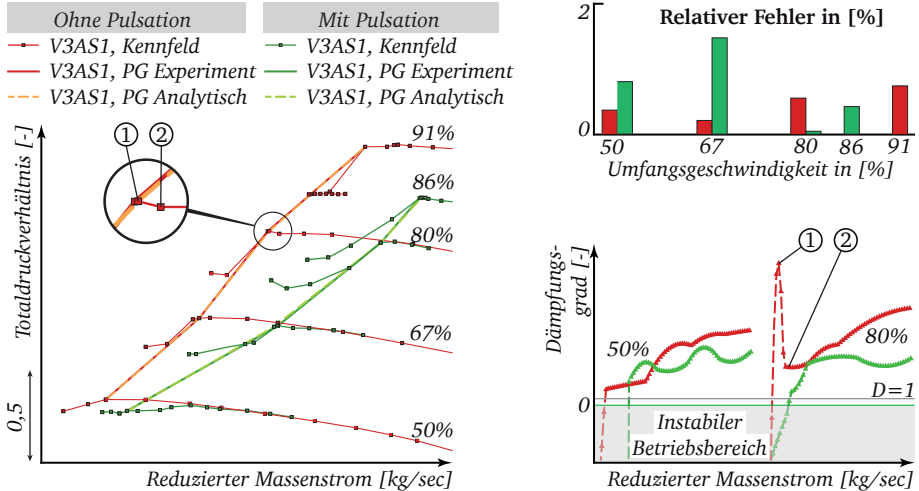 Ohne Pulsation
V3AS1, Kennfeld
V3AS1, PG Experiment
V3AS1, PG Analytisch
Mit Pulsation
V3AS1, Kennfeld
V3AS1, PG Experiment
V3AS1, PG Analytisch
Totaldruckverhältnis [-]
0,5
1
2
91%
86%
80%
67%
50%
Reduzierter Massenstrom [kg/sec]
Relativer Fehler in [%]
2
0
50
67
80
86
91
Umfangsgeschwindigkeit in [%]
Dämpfungs-
grad [-]
0
1
2
50%
80%
D=1
Instabiler
Betriebsbereich
Reduzierter Massenstrom [kg/sec]